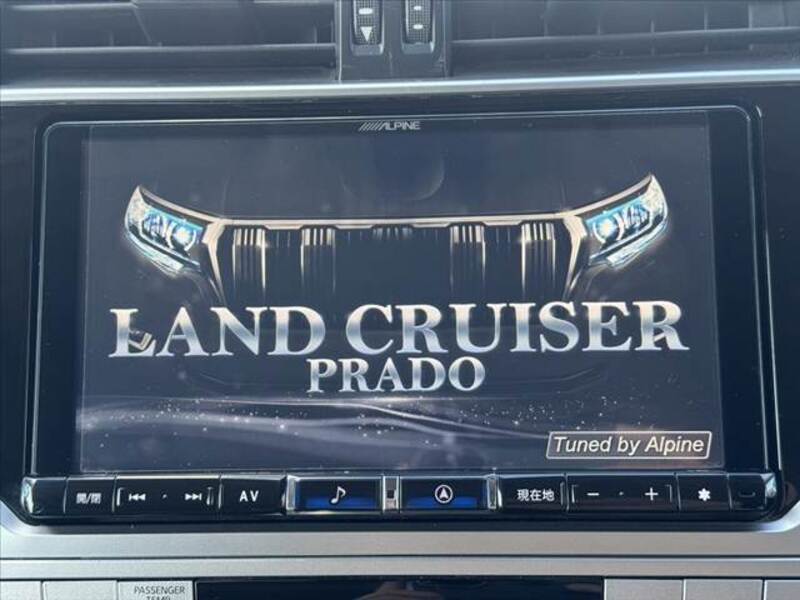 ALPINE
LAND CRUISER
PRADO
Tuned by Alpine
開/閉 AV 現在地
PASSENGER
TEMP